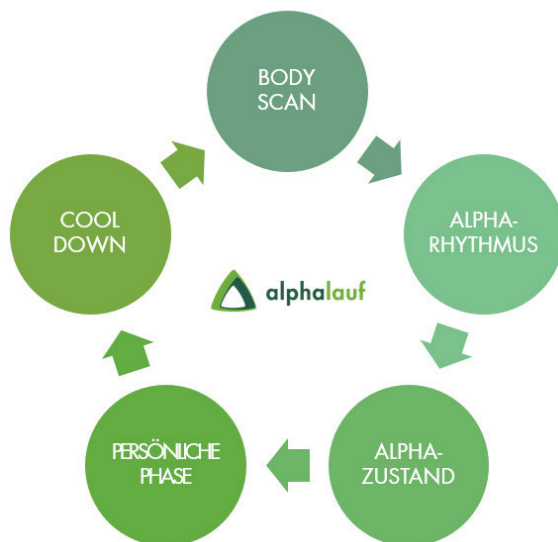 BODY
SCAN
ALPHA-
RHYTHMUS
ALPHA-
ZUSTAND
PERSÖNLICHE
PHASE
COOL
DOWN
alphalauf